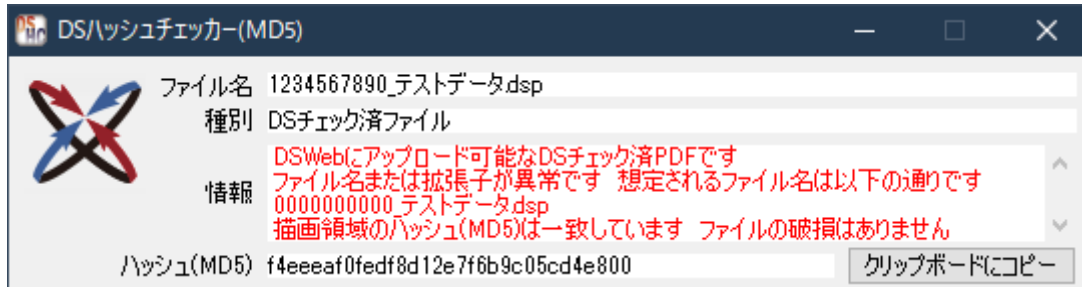 DSハッシュチェッカー(MD5)
ファイル名 1234567890_テストデータ.dsp
種別 DSチェック済ファイル
情報
DSWebにアップロード可能なDSチェック済PDFです
ファイル名または拡張子が異常です 想定されるファイル名は以下の通りです
0000000000_テストデータ.dsp
描画領域のハッシュ(MD5)は一致しています ファイルの破損はありません
ハッシュ(MD5) f4eeeaf0fedf8d12e7f6b9c05cd4e800 クリップボードにコピー